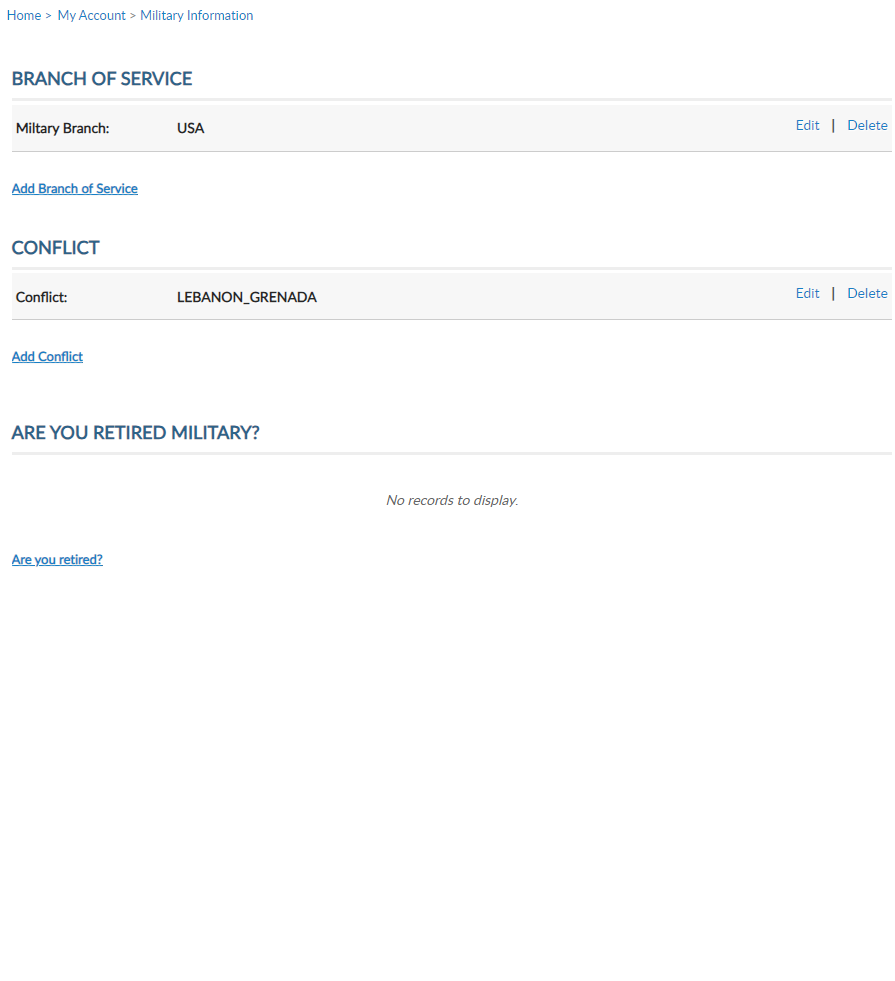 Home > My Account > Military Information
BRANCH OF SERVICE
Miltary Branch: USA Edit | Delete
Add Branch of Service
CONFLICT
Conflict: LEBANON_GRENADA Edit | Delete
Add Conflict
ARE YOU RETIRED MILITARY?
No records to display.
Are you retired?